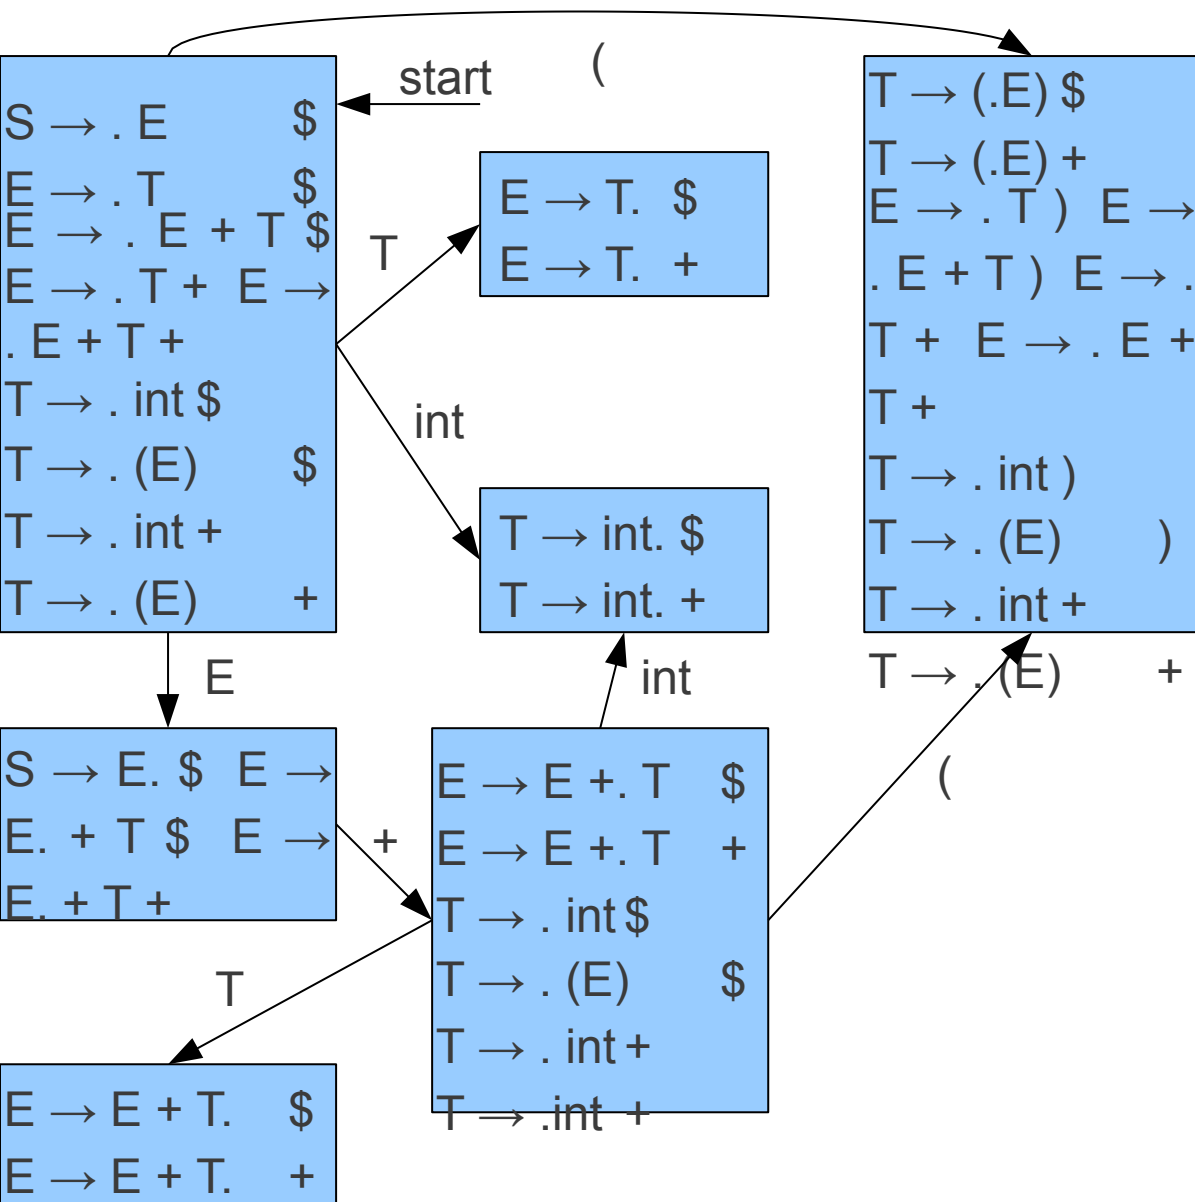 (
start
S → . E $
E → . T $
E → . E + T $
E → . T + E →
. E + T +
T → . int $
T → . (E) $
T → . int +
T → . (E) +
T
E → T. $
E → T. +
int
T → int. $
T → int. +
T → (.E) $
T → (.E) +
E → . T ) E →
. E + T ) E → .
T + E → . E +
T +
T → . int )
T → . (E) )
T → . int +
T → . (E) +
E
int
(
S → E. $ E →
E. + T $ E →
E. + T +
+
E → E +. T $
E → E +. T +
T → . int $
T → . (E) $
T → . int +
T → .int +
T
E → E + T. $
E → E + T. +